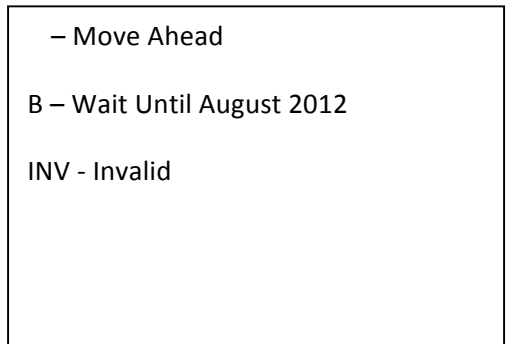 – Move Ahead
B – Wait Until August 2012
INV - Invalid